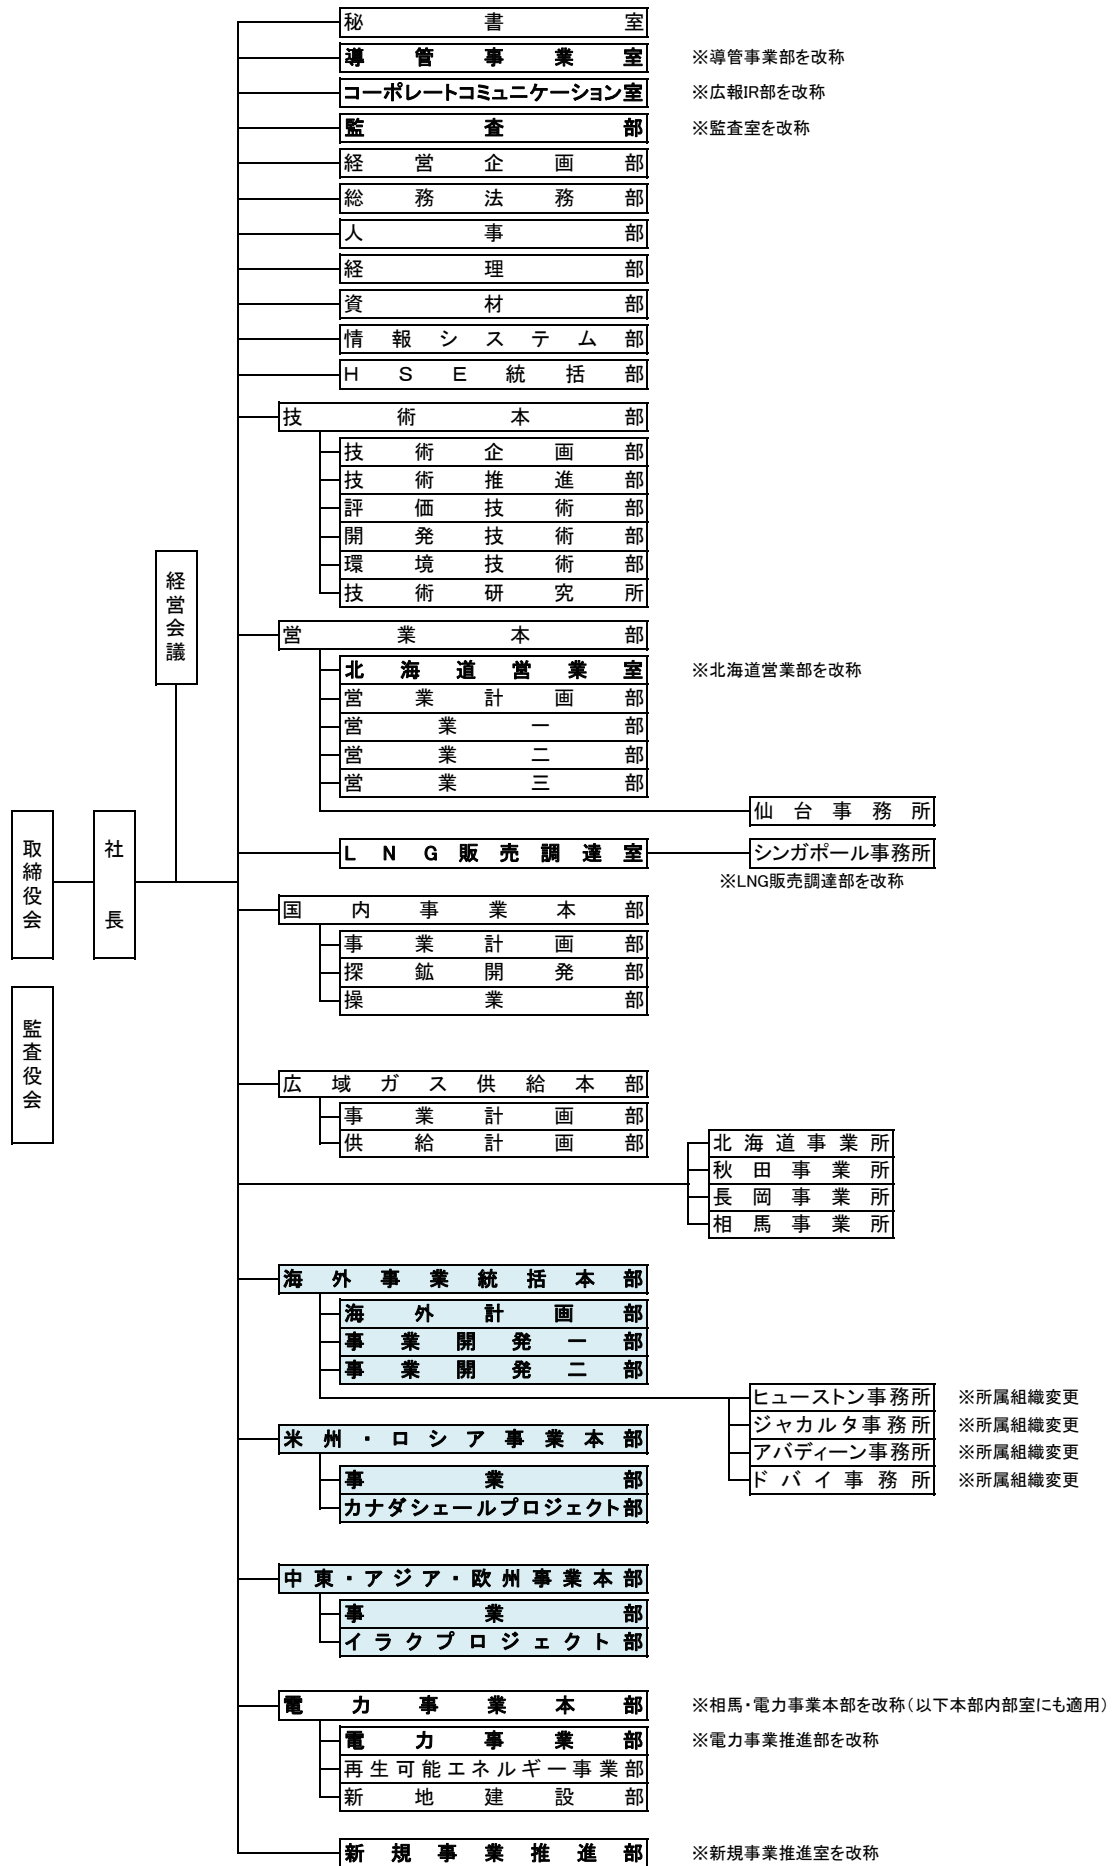 秘書室
導管事業室 ※導管事業部を改称
コーポレートコミュニケーション室 ※広報IR部を改称
監査部 ※監査室を改称
経営企画部
総務法務部
人事部
経理部
資材部
情報システム部
HSE統括部
技術本部
技術企画部
技術推進部
評価技術部
開発技術部
環境技術部
技術研究所
経営会議
営業本部
北海道営業室 ※北海道営業部を改称
営業計画部
営業一部
営業二部
営業三部
仙台事務所
取締役会
社長
LNG販売調達室 シンガポール事務所
※LNG販売調達部を改称
国内事業本部
事業計画部
探鉱開発部
操業部
監査役会
広域ガス供給本部
事業計画部
供給計画部
北海道事業所
秋田事業所
長岡事業所
相馬事業所
海外事業統括本部
海外計画部
事業開発一部
事業開発二部
ヒューストン事務所 ※所属組織変更
ジャカルタ事務所 ※所属組織変更
アバディーン事務所 ※所属組織変更
ドバイ事務所 ※所属組織変更
米州・ロシア事業本部
事業部
カナダシェールプロジェクト部
中東・アジア・欧州事業本部
事業部
イラクプロジェクト部
電力事業本部 ※相馬・電力事業本部を改称(以下本部内部室にも適用)
電力事業部 ※電力事業推進部を改称
再生可能エネルギー事業部
新地建設部
新規事業推進部 ※新規事業推進室を改称